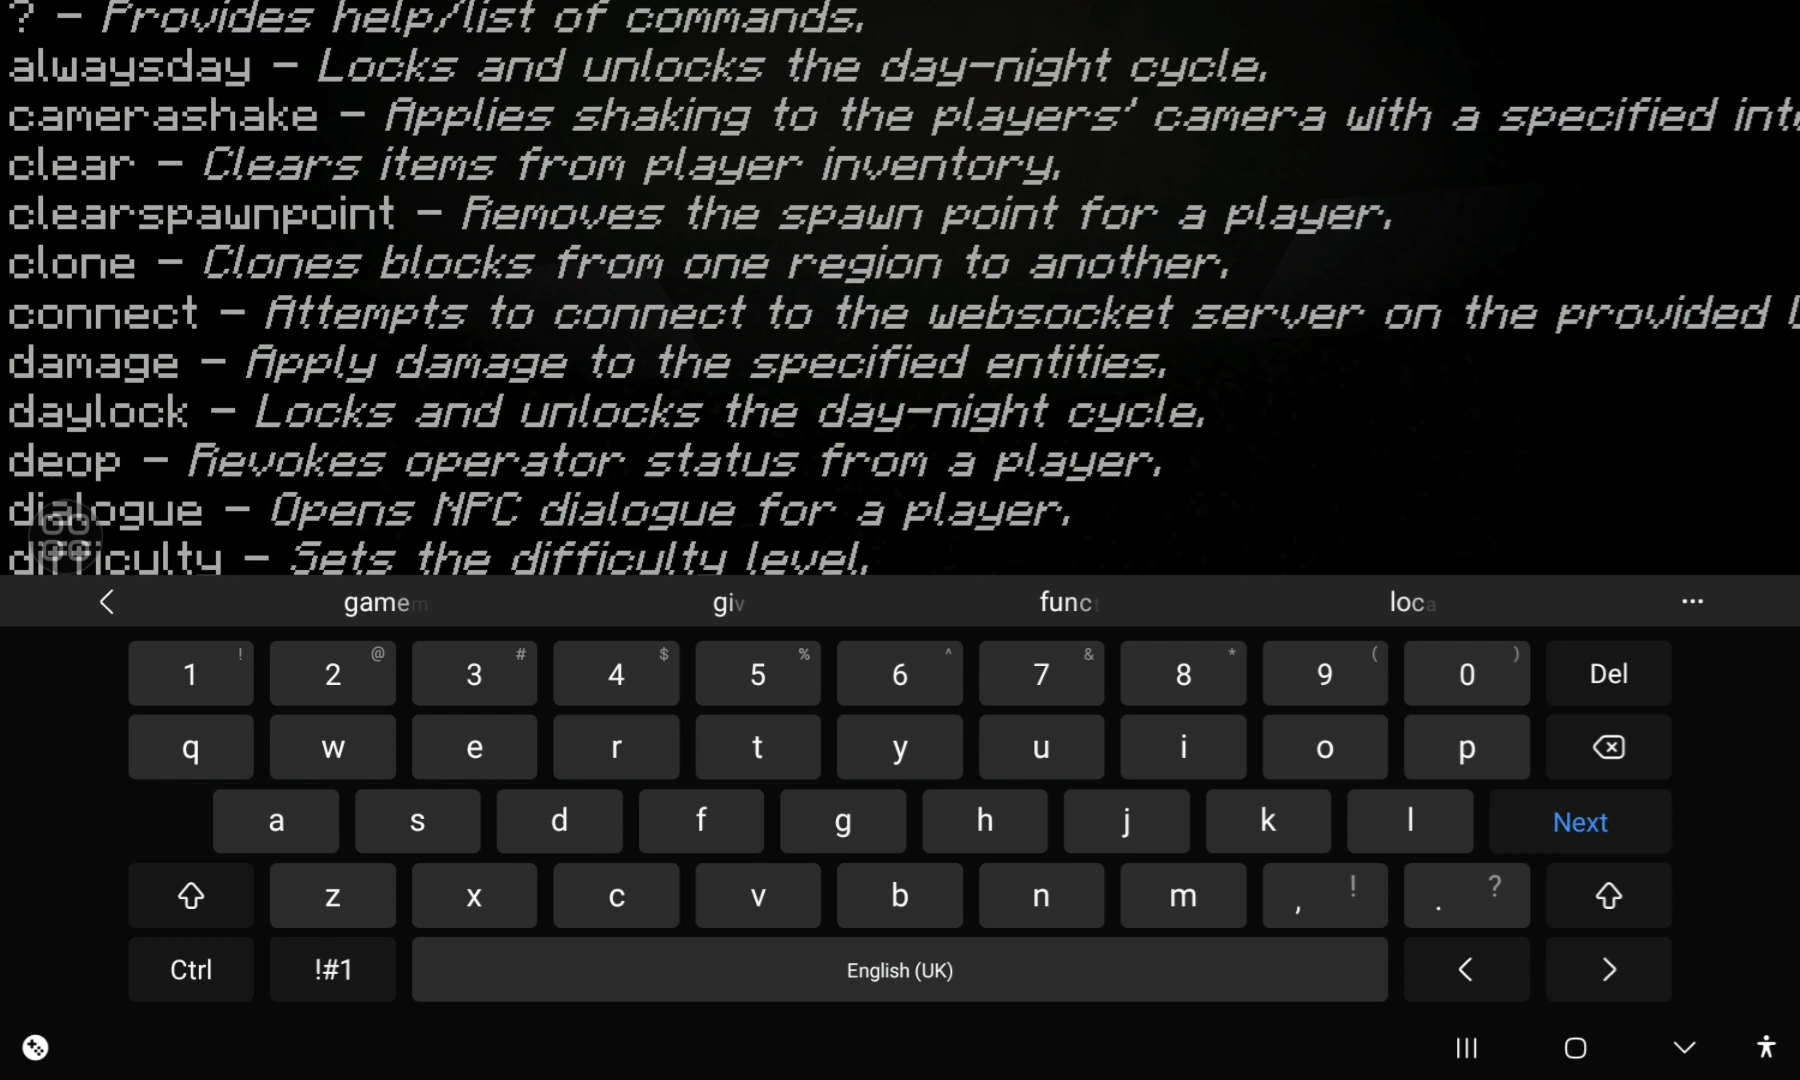 ? - Provides help/list of commands.
alwaysday - Locks and unlocks the day-night cycle.
camerashake - Applies shaking to the players' camera with a specified
clear - Clears items from player inventory.
clearspawnpoint - Removes the spawn point for a player.
clone - Clones blocks from one region to another.
connect - Attempts to connect to the websocket server on the provided
damage - Apply damage to the specified entities.
daylock - Locks and unlocks the day-night cycle.
deop - Revokes operator status from a player.
dialogue - Opens NPC dialogue for a player.
difficulty - Sets the difficulty level.
gamem giv funct loca ...
1 ! 2 @ 3 # 4 $ 5 % 6 ^ 7 & 8 * 9 ( 0 ) Del
q w e r t y u i o p
a s d f g h j k l Next
z x c v b n m , ! . ?
Ctrl !#1 English (UK) < >